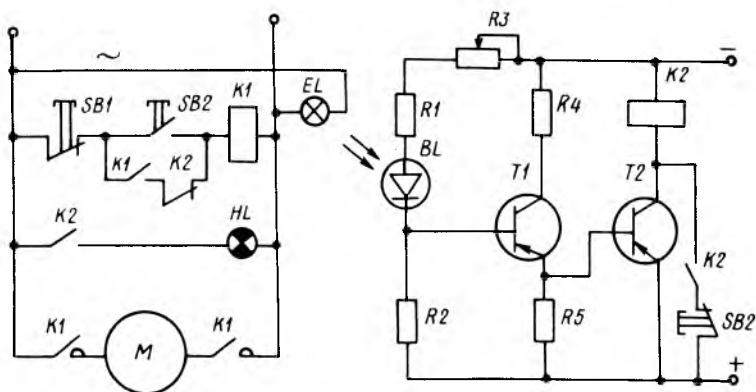 ~
SB1
SB2
K1
EL
K1
K2
K2
HL
K1
M
K1
R3
−
R1
R4
K2
BL
T1
T2
R2
R5
K2
SB2
+